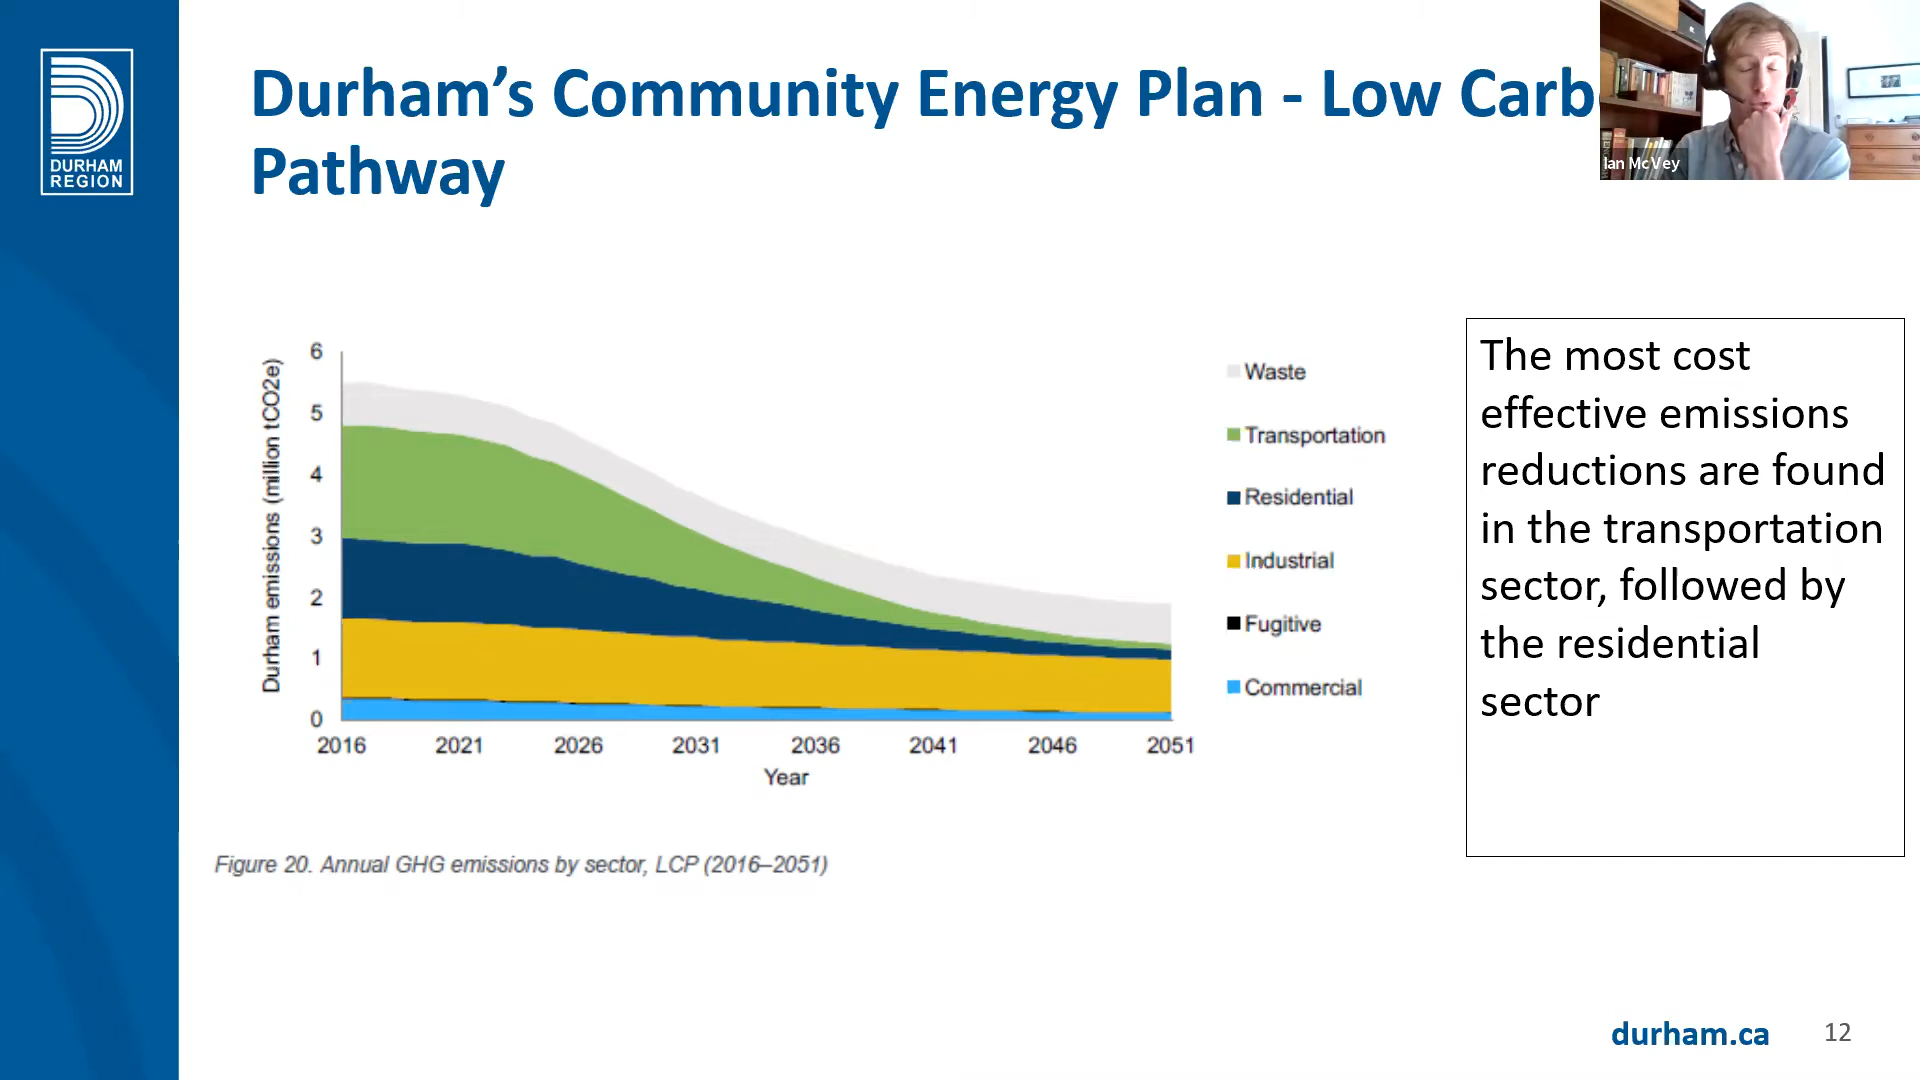 DURHAM
REGION
Durham’s Community Energy Plan - Low Carb
Pathway
Ian McVey
Durham emissions (million tCO2e)
6
5
4
3
2
1
0
2016 2021 2026 2031 2036 2041 2046 2051
Year
Waste
Transportation
Residential
Industrial
Fugitive
Commercial
The most cost
effective emissions
reductions are found
in the transportation
sector, followed by
the residential
sector
Figure 20. Annual GHG emissions by sector, LCP (2016–2051)
durham.ca 12